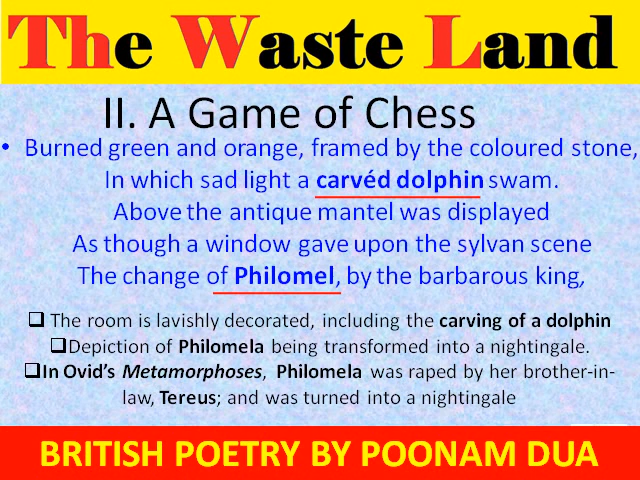 The Waste Land
II. A Game of Chess
• Burned green and orange, framed by the coloured stone,
In which sad light a carvéd dolphin swam.
Above the antique mantel was displayed
As though a window gave upon the sylvan scene
The change of Philomel, by the barbarous king,
❑ The room is lavishly decorated, including the carving of a dolphin
❑Depiction of Philomela being transformed into a nightingale.
❑In Ovid’s Metamorphoses, Philomela was raped by her brother-in-
law, Tereus; and was turned into a nightingale
BRITISH POETRY BY POONAM DUA